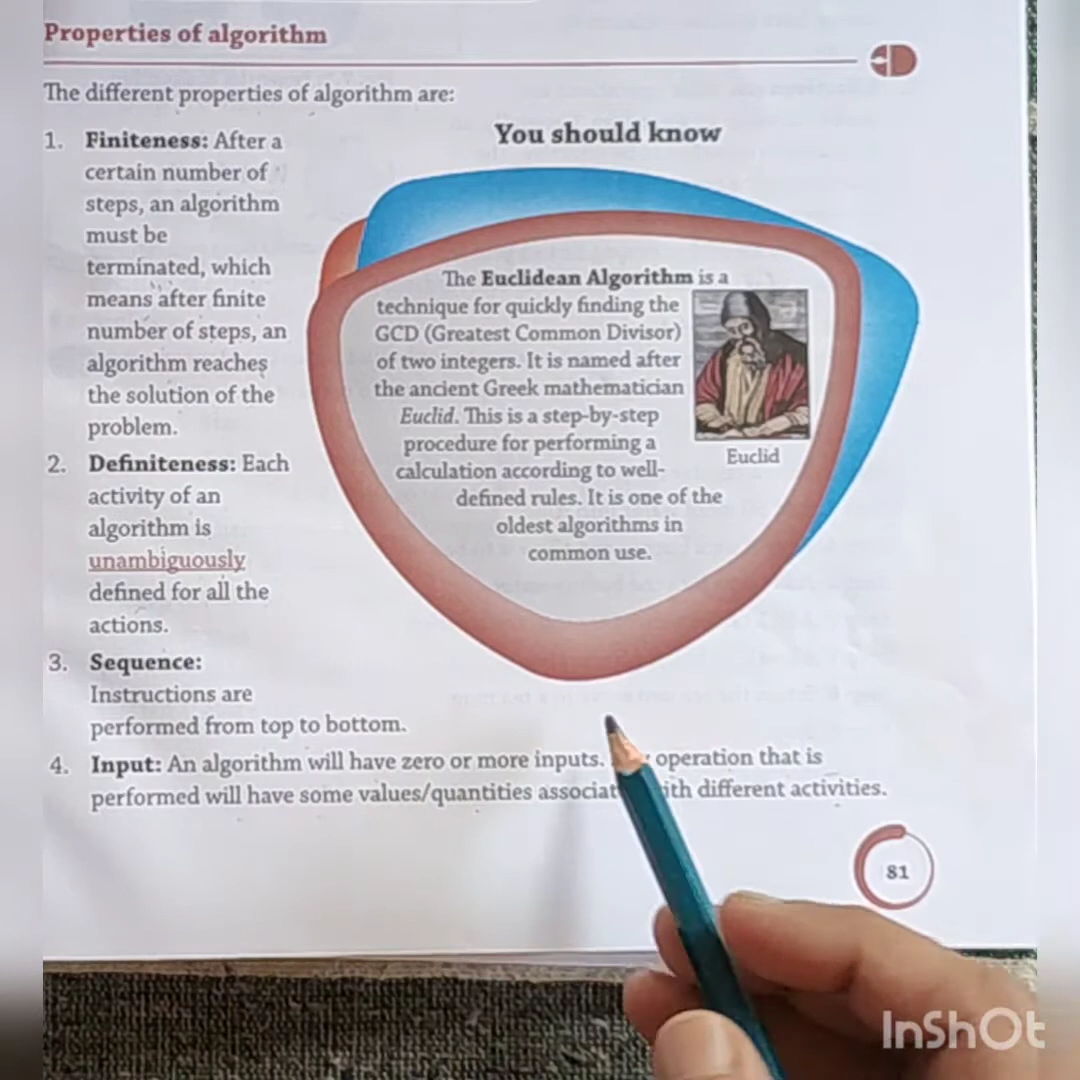 Properties of algorithm
The different properties of algorithm are:
1. Finiteness: After a
certain number of
steps, an algorithm
must be
terminated, which
means after finite
number of steps, an
algorithm reaches
the solution of the
problem.
2. Definiteness: Each
activity of an
algorithm is
unambiguously
defined for all the
actions.
3. Sequence:
Instructions are
performed from top to bottom.
4. Input: An algorithm will have zero or more inputs. operation that is
performed will have some values/quantities different activities.
You should know
The Euclidean Algorithm is a
technique for quickly finding the
GCD (Greatest Common Divisor)
of two integers. It is named after
the ancient Greek mathematician
Euclid. This is a step-by-step
procedure for performing a
calculation according to well-
defined rules. It is one of the
oldest algorithms in
common use.
Euclid
81
InShOt